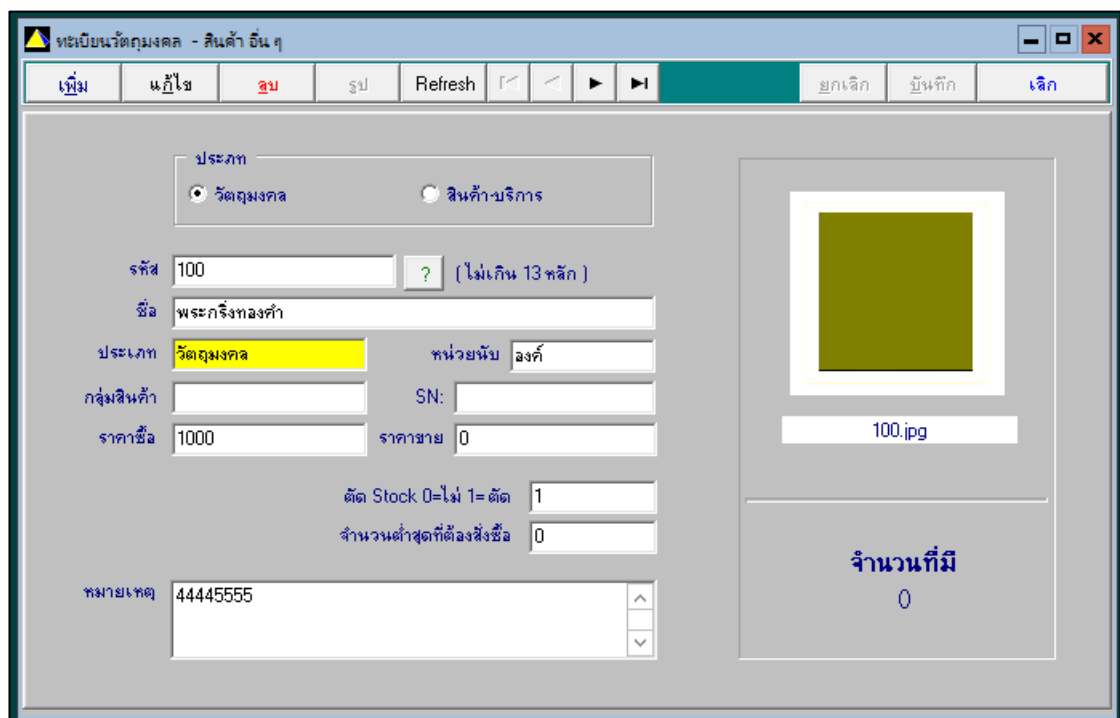 ทะเบียนวัตถุมงคล - สินค้า อื่น ๆ
เพิ่ม แก้ไข ลบ รูป Refresh ยกเลิก บันทึก เลิก
ประเภท
วัตถุมงคล สินค้า-บริการ
รหัส 100 ? ( ไม่เกิน 13 หลัก )
ชื่อ พระกริ่งทองคำ
ประเภท วัตถุมงคล หน่วยนับ องค์
กลุ่มสินค้า SN:
ราคาซื้อ 1000 ราคาขาย 0
100.jpg
ตัด Stock 0=ไม่ 1= ตัด 1
จำนวนต่ำสุดที่ต้องสั่งซื้อ 0
จำนวนที่มี
0
หมายเหตุ 44445555